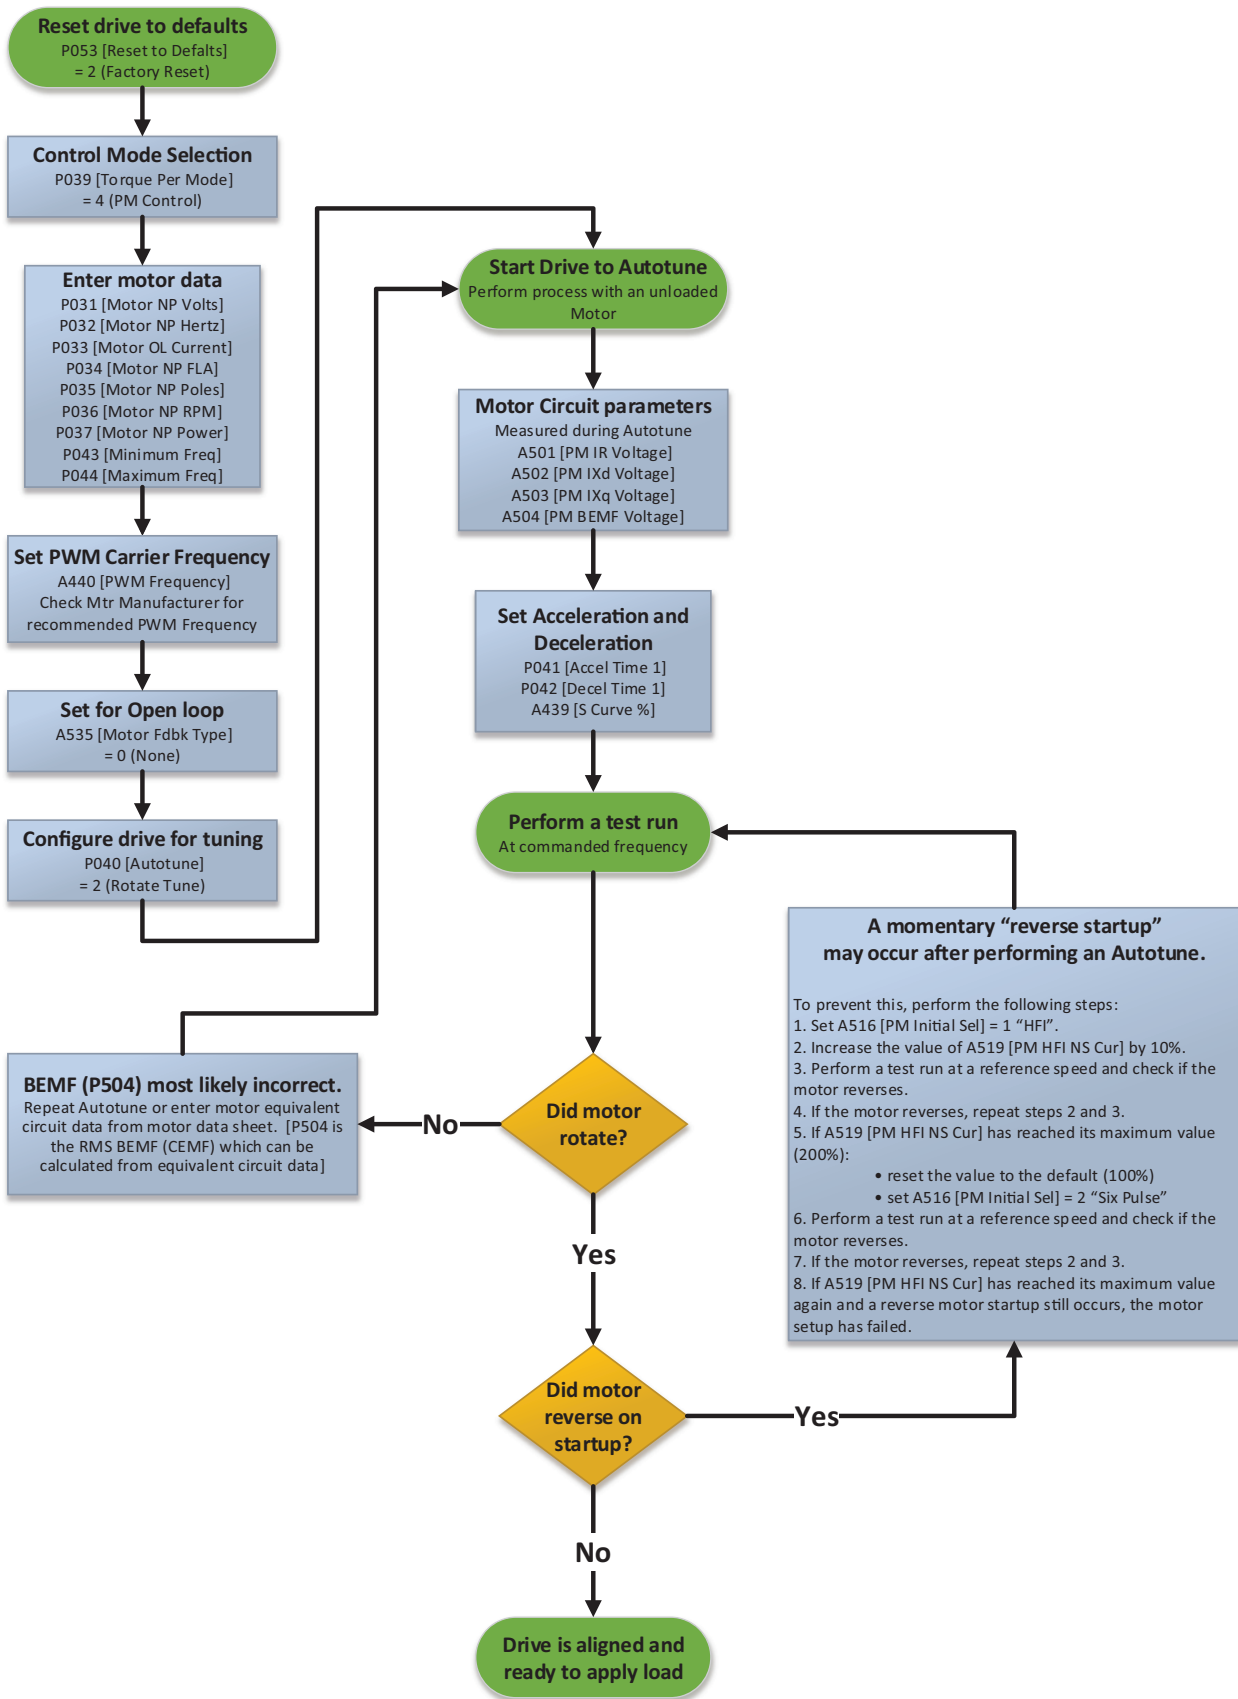 Reset drive to defaults
P053 [Reset to Defalts]
= 2 (Factory Reset)
Control Mode Selection
P039 [Torque Per Mode]
= 4 (PM Control)
Enter motor data
P031 [Motor NP Volts]
P032 [Motor NP Hertz]
P033 [Motor OL Current]
P034 [Motor NP FLA]
P035 [Motor NP Poles]
P036 [Motor NP RPM]
P037 [Motor NP Power]
P043 [Minimum Freq]
P044 [Maximum Freq]
Set PWM Carrier Frequency
A440 [PWM Frequency]
Check Mtr Manufacturer for
recommended PWM Frequency
Set for Open loop
A535 [Motor Fdbk Type]
= 0 (None)
Configure drive for tuning
P040 [Autotune]
= 2 (Rotate Tune)
Start Drive to Autotune
Perform process with an unloaded
Motor
Motor Circuit parameters
Measured during Autotune
A501 [PM IR Voltage]
A502 [PM IXd Voltage]
A503 [PM IXq Voltage]
A504 [PM BEMF Voltage]
Set Acceleration and
Deceleration
P041 [Accel Time 1]
P042 [Decel Time 1]
A439 [S Curve %]
Perform a test run
At commanded frequency
Did motor
rotate?
No
BEMF (P504) most likely incorrect.
Repeat Autotune or enter motor equivalent
circuit data from motor data sheet.  [P504 is
the RMS BEMF (CEMF) which can be
calculated from equivalent circuit data]
Yes
Did motor
reverse on
startup?
Yes
A momentary “reverse startup”
may occur after performing an Autotune.
To prevent this, perform the following steps:
1. Set A516 [PM Initial Sel] = 1 “HFI”.
2. Increase the value of A519 [PM HFI NS Cur] by 10%.
3. Perform a test run at a reference speed and check if the
motor reverses.
4. If the motor reverses, repeat steps 2 and 3.
5. If A519 [PM HFI NS Cur] has reached its maximum value
(200%):
• reset the value to the default (100%)
• set A516 [PM Initial Sel] = 2 “Six Pulse”
6. Perform a test run at a reference speed and check if the
motor reverses.
7. If the motor reverses, repeat steps 2 and 3.
8. If A519 [PM HFI NS Cur] has reached its maximum value
again and a reverse motor startup still occurs, the motor
setup has failed.
No
Drive is aligned and
ready to apply load